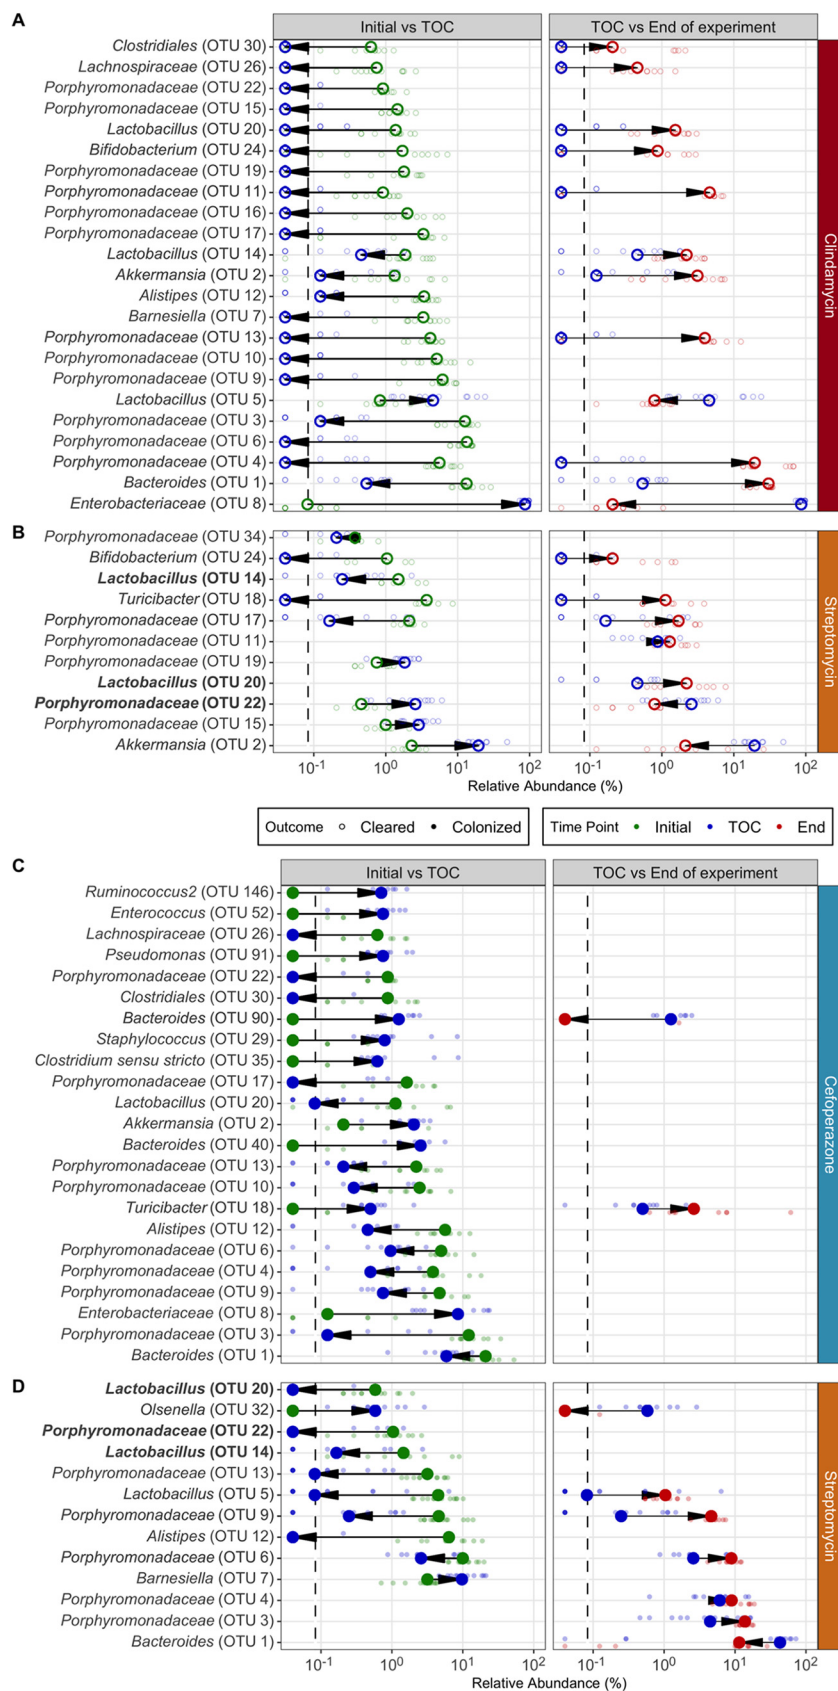 A
Initial vs TOC
TOC vs End of experiment
Clostridiales (OTU 30)
Lachnospiraceae (OTU 26)
Porphyromonadaceae (OTU 22)
Porphyromonadaceae (OTU 15)
Lactobacillus (OTU 20)
Bifidobacterium (OTU 24)
Porphyromonadaceae (OTU 19)
Porphyromonadaceae (OTU 11)
Porphyromonadaceae (OTU 16)
Porphyromonadaceae (OTU 17)
Lactobacillus (OTU 14)
Akkermansia (OTU 2)
Alistipes (OTU 12)
Barnesiella (OTU 7)
Porphyromonadaceae (OTU 13)
Porphyromonadaceae (OTU 10)
Porphyromonadaceae (OTU 9)
Lactobacillus (OTU 5)
Porphyromonadaceae (OTU 3)
Porphyromonadaceae (OTU 6)
Porphyromonadaceae (OTU 4)
Bacteroides (OTU 1)
Enterobacteriaceae (OTU 8)
Clindamycin
B
Porphyromonadaceae (OTU 34)
Bifidobacterium (OTU 24)
Lactobacillus (OTU 14)
Turicibacter (OTU 18)
Porphyromonadaceae (OTU 17)
Porphyromonadaceae (OTU 11)
Porphyromonadaceae (OTU 19)
Lactobacillus (OTU 20)
Porphyromonadaceae (OTU 22)
Porphyromonadaceae (OTU 15)
Akkermansia (OTU 2)
Streptomycin
10-1 100 101 102 10-1 100 101 102
Relative Abundance (%)
Outcome Cleared Colonized Time Point Initial TOC End
C
Initial vs TOC
TOC vs End of experiment
Ruminococcus2 (OTU 146)
Enterococcus (OTU 52)
Lachnospiraceae (OTU 26)
Pseudomonas (OTU 91)
Porphyromonadaceae (OTU 22)
Clostridiales (OTU 30)
Bacteroides (OTU 90)
Staphylococcus (OTU 29)
Clostridium sensu stricto (OTU 35)
Porphyromonadaceae (OTU 17)
Lactobacillus (OTU 20)
Akkermansia (OTU 2)
Bacteroides (OTU 40)
Porphyromonadaceae (OTU 13)
Porphyromonadaceae (OTU 10)
Turicibacter (OTU 18)
Alistipes (OTU 12)
Porphyromonadaceae (OTU 6)
Porphyromonadaceae (OTU 4)
Porphyromonadaceae (OTU 9)
Enterobacteriaceae (OTU 8)
Porphyromonadaceae (OTU 3)
Bacteroides (OTU 1)
Cefoperazone
D
Lactobacillus (OTU 20)
Olsenella (OTU 32)
Porphyromonadaceae (OTU 22)
Lactobacillus (OTU 14)
Porphyromonadaceae (OTU 13)
Lactobacillus (OTU 5)
Porphyromonadaceae (OTU 9)
Alistipes (OTU 12)
Porphyromonadaceae (OTU 6)
Barnesiella (OTU 7)
Porphyromonadaceae (OTU 4)
Porphyromonadaceae (OTU 3)
Bacteroides (OTU 1)
Streptomycin
10-1 100 101 102 10-1 100 101 102
Relative Abundance (%)